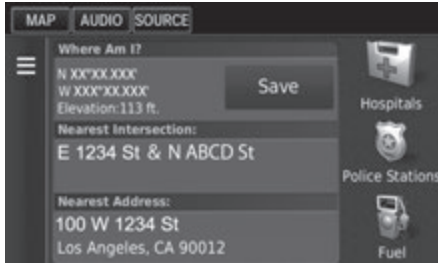 MAP AUDIO SOURCE
Where Am I?
N XX°XX.XXX'
W XXX°XX.XXX'
Elevation:113 ft.
Save
Nearest Intersection:
E 1234 St & N ABCD St
Nearest Address:
100 W 1234 St
Los Angeles, CA 90012
Hospitals
Police Stations
Fuel